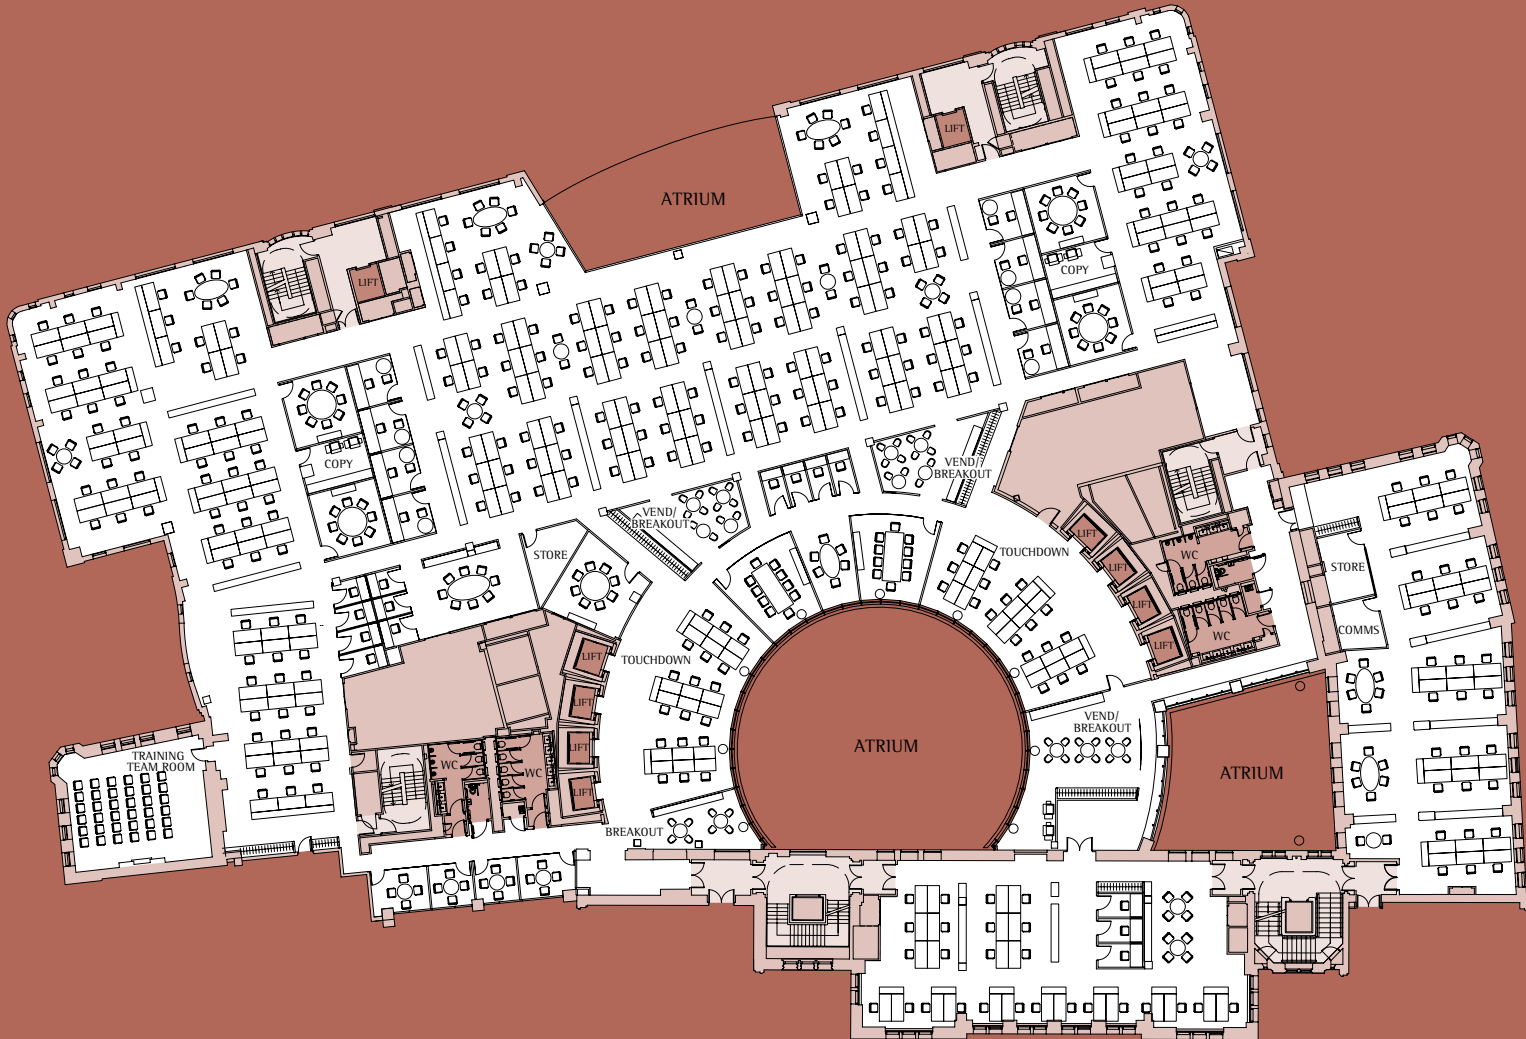 LIFT
ATRIUM
COPY
LIFT
COPY
VEND/
BREAKOUT
VEND/
BREAKOUT
STORE
TOUCHDOWN
LIFT
WC
LIFT
STORE
LIFT
WC
COMMS
LIFT
TOUCHDOWN
LIFT
LIFT
VEND/
BREAKOUT
LIFT
ATRIUM
TRAINING
TEAM ROOM
WC
WC
ATRIUM
LIFT
BREAKOUT